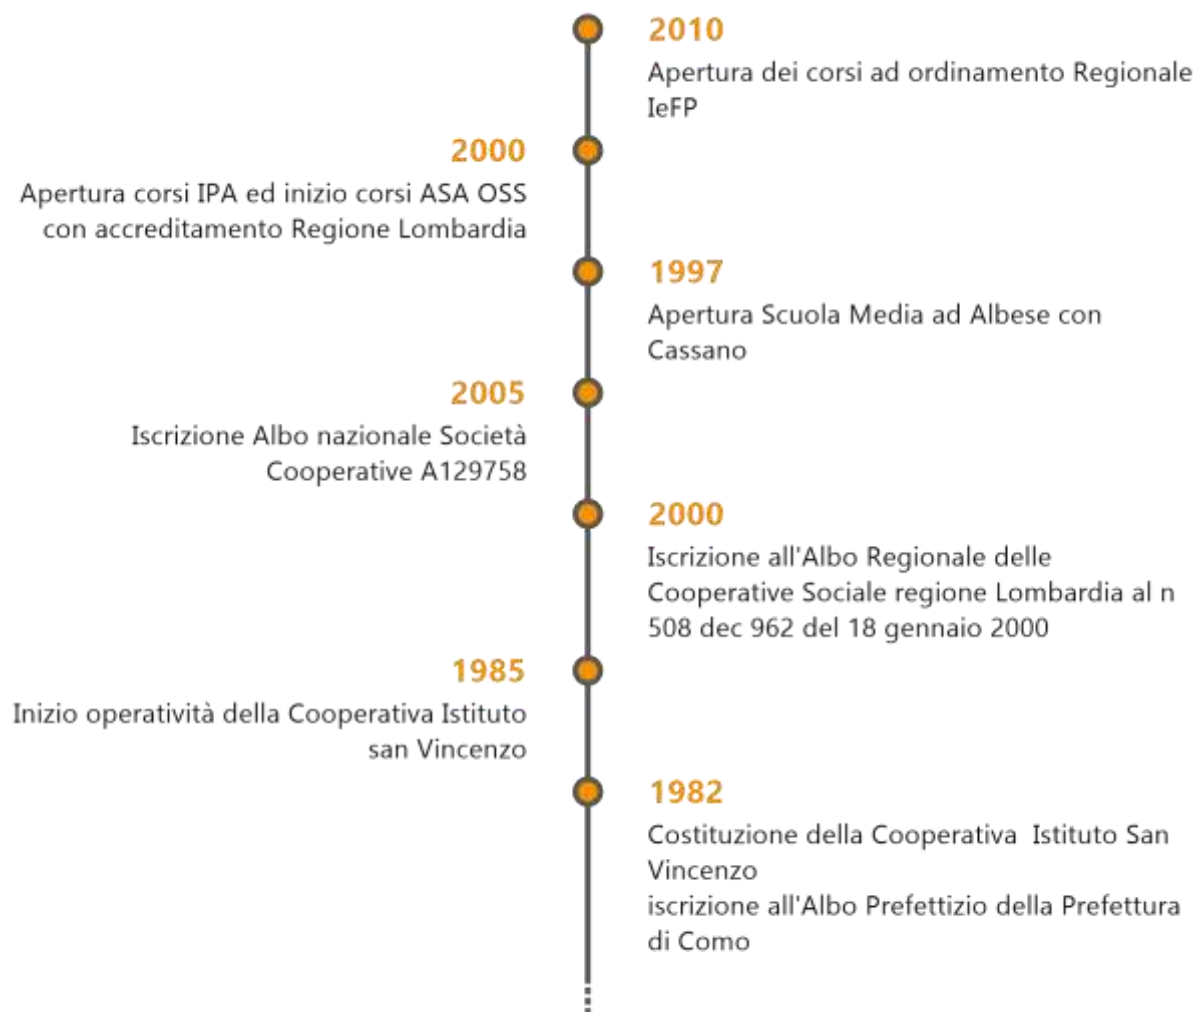 2010
Apertura dei corsi ad ordinamento Regionale
IeFP
2000
Apertura corsi IPA ed inizio corsi ASA OSS
con accreditamento Regione Lombardia
1997
Apertura Scuola Media ad Albese con
Cassano
2005
Iscrizione Albo nazionale Società
Cooperative A129758
2000
Iscrizione all'Albo Regionale delle
Cooperative Sociale regione Lombardia al n
508 dec 962 del 18 gennaio 2000
1985
Inizio operatività della Cooperativa Istituto
san Vincenzo
1982
Costituzione della Cooperativa  Istituto San
Vincenzo
iscrizione all'Albo Prefettizio della Prefettura
di Como